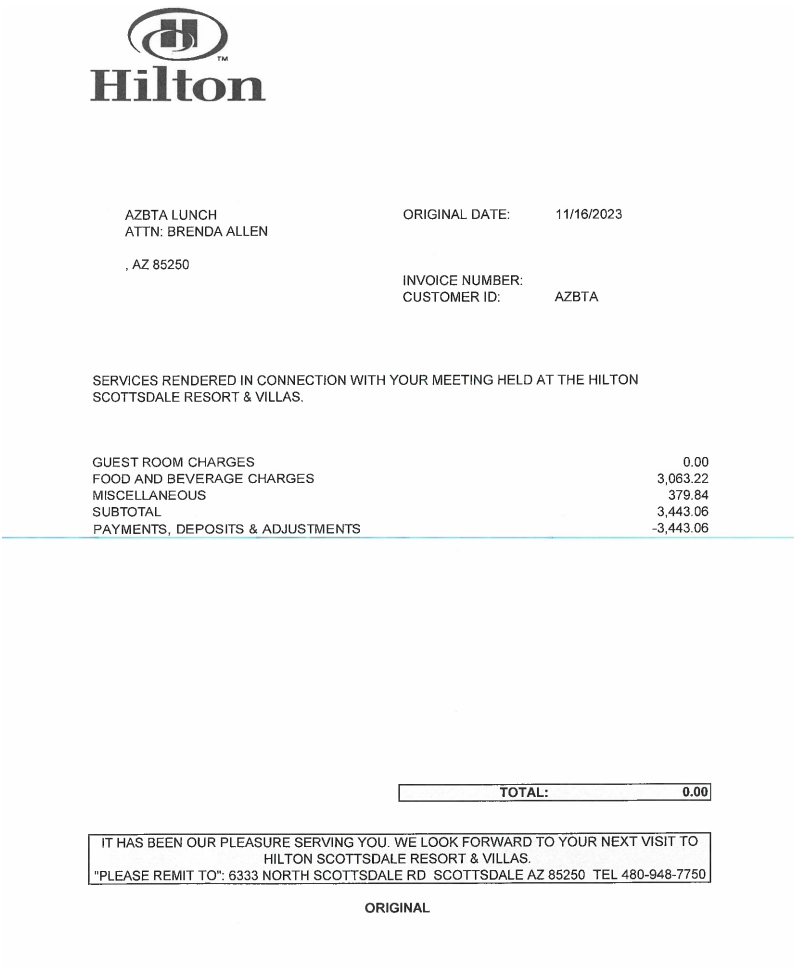 H
TM
Hilton
AZBTA LUNCH
ATTN: BRENDA ALLEN
, AZ 85250
ORIGINAL DATE: 11/16/2023
INVOICE NUMBER:
CUSTOMER ID: AZBTA
SERVICES RENDERED IN CONNECTION WITH YOUR MEETING HELD AT THE HILTON
SCOTTSDALE RESORT & VILLAS.
GUEST ROOM CHARGES 0.00
FOOD AND BEVERAGE CHARGES 3,063.22
MISCELLANEOUS 379.84
SUBTOTAL 3,443.06
PAYMENTS, DEPOSITS & ADJUSTMENTS -3,443.06
TOTAL: 0.00
IT HAS BEEN OUR PLEASURE SERVING YOU. WE LOOK FORWARD TO YOUR NEXT VISIT TO
HILTON SCOTTSDALE RESORT & VILLAS.
"PLEASE REMIT TO": 6333 NORTH SCOTTSDALE RD SCOTTSDALE AZ 85250 TEL 480-948-7750
ORIGINAL